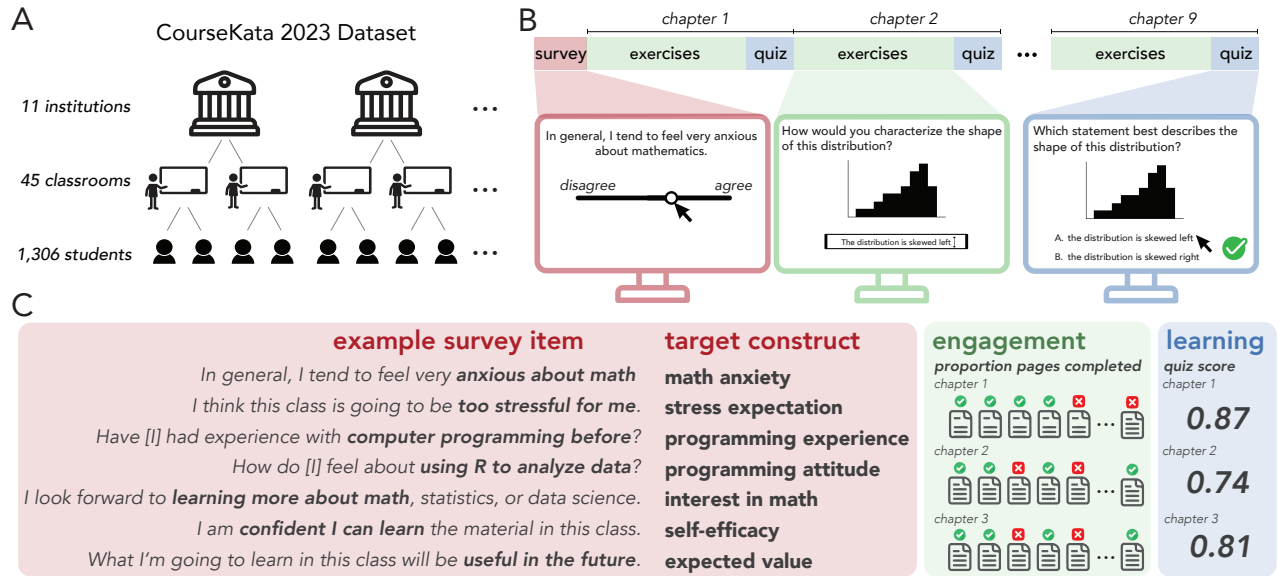 A
CourseKata 2023 Dataset
11 institutions
...
45 classrooms
...
1,306 students
...
B
chapter 1
chapter 2
chapter 9
survey
exercises
quiz
exercises
quiz
...
exercises
quiz
In general, I tend to feel very anxious
about mathematics.
disagree
agree
How would you characterize the shape
of this distribution?
The distribution is skewed left
Which statement best describes the
shape of this distribution?
A. the distribution is skewed left
B. the distribution is skewed right
C
example survey item
target construct
In general, I tend to feel very anxious about math
math anxiety
I think this class is going to be too stressful for me.
stress expectation
Have [I] had experience with computer programming before?
programming experience
How do [I] feel about using R to analyze data?
programming attitude
I look forward to learning more about math, statistics, or data science.
interest in math
I am confident I can learn the material in this class.
self-efficacy
What I'm going to learn in this class will be useful in the future.
expected value
engagement
proportion pages completed
chapter 1
...
chapter 2
...
chapter 3
...
learning
quiz score
chapter 1
0.87
chapter 2
0.74
chapter 3
0.81